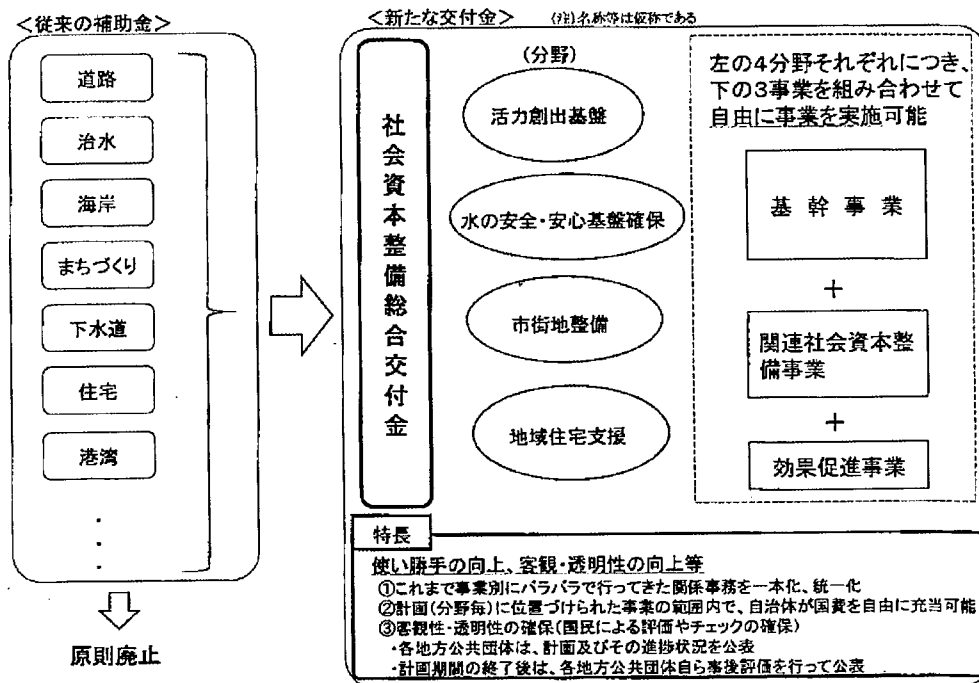 <従来の補助金>
道路
治水
海岸
まちづくり
下水道
住宅
港湾
・
・
・
原則廃止
<新たな交付金> (注)名称等は仮称である
社会資本整備総合交付金
(分野)
活力創出基盤
水の安全・安心基盤確保
市街地整備
地域住宅支援
左の4分野それぞれにつき、
下の3事業を組み合わせて
自由に事業を実施可能
基幹事業
+
関連社会資本整
備事業
+
効果促進事業
特長
使い勝手の向上、客観・透明性の向上等
①これまで事業別にバラバラで行ってきた関係事務を一本化、統一化
②計画(分野毎)に位置づけられた事業の範囲内で、自治体が国費を自由に充当可能
③客観性・透明性の確保(国民による評価やチェックの確保)
・各地方公共団体は、計画及びその進捗状況を公表
・計画期間の終了後は、各地方公共団体自ら事後評価を行って公表